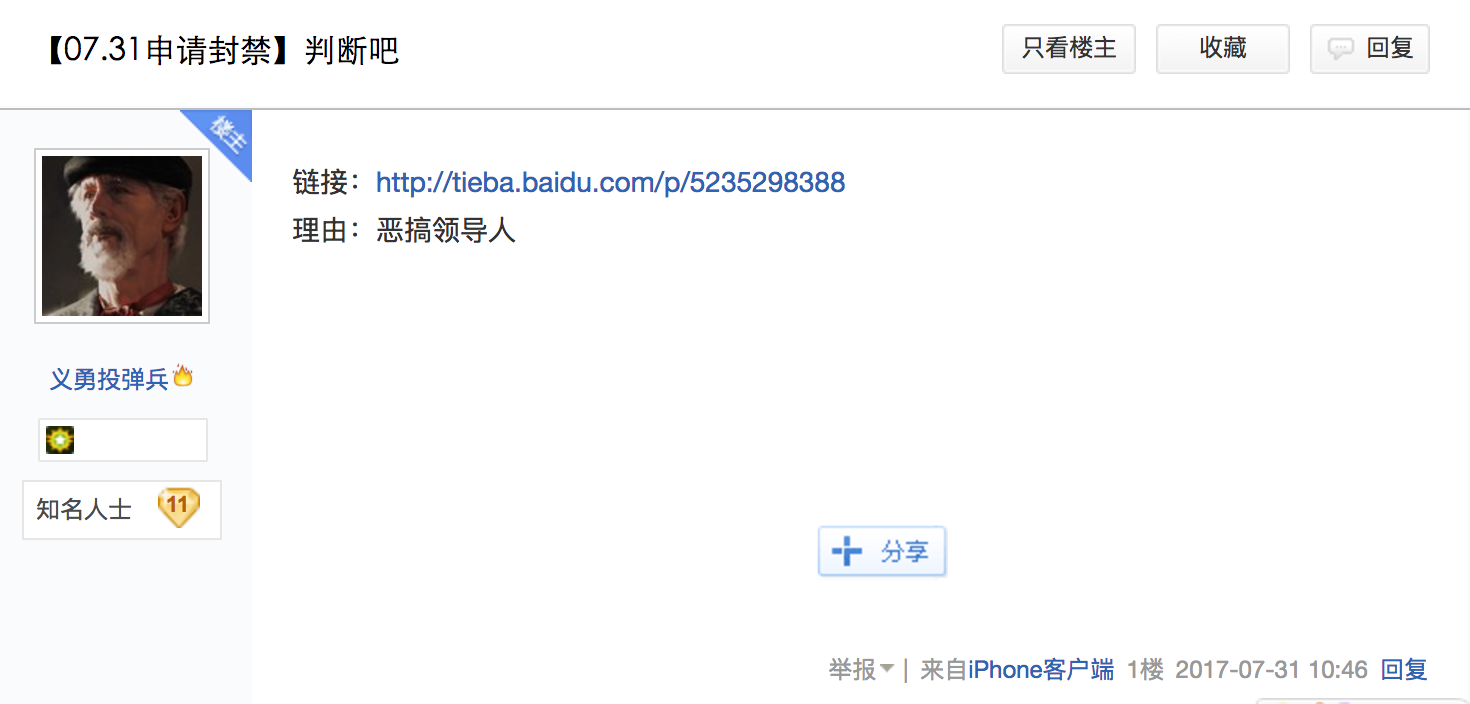 【07.31申请封禁】判断吧
只看楼主
收藏
回复
楼主
链接：http://tieba.baidu.com/p/5235298388
理由：恶搞领导人
义勇投弹兵
知名人士 11
分享
举报 | 来自iPhone客户端 1楼 2017-07-31 10:46 回复